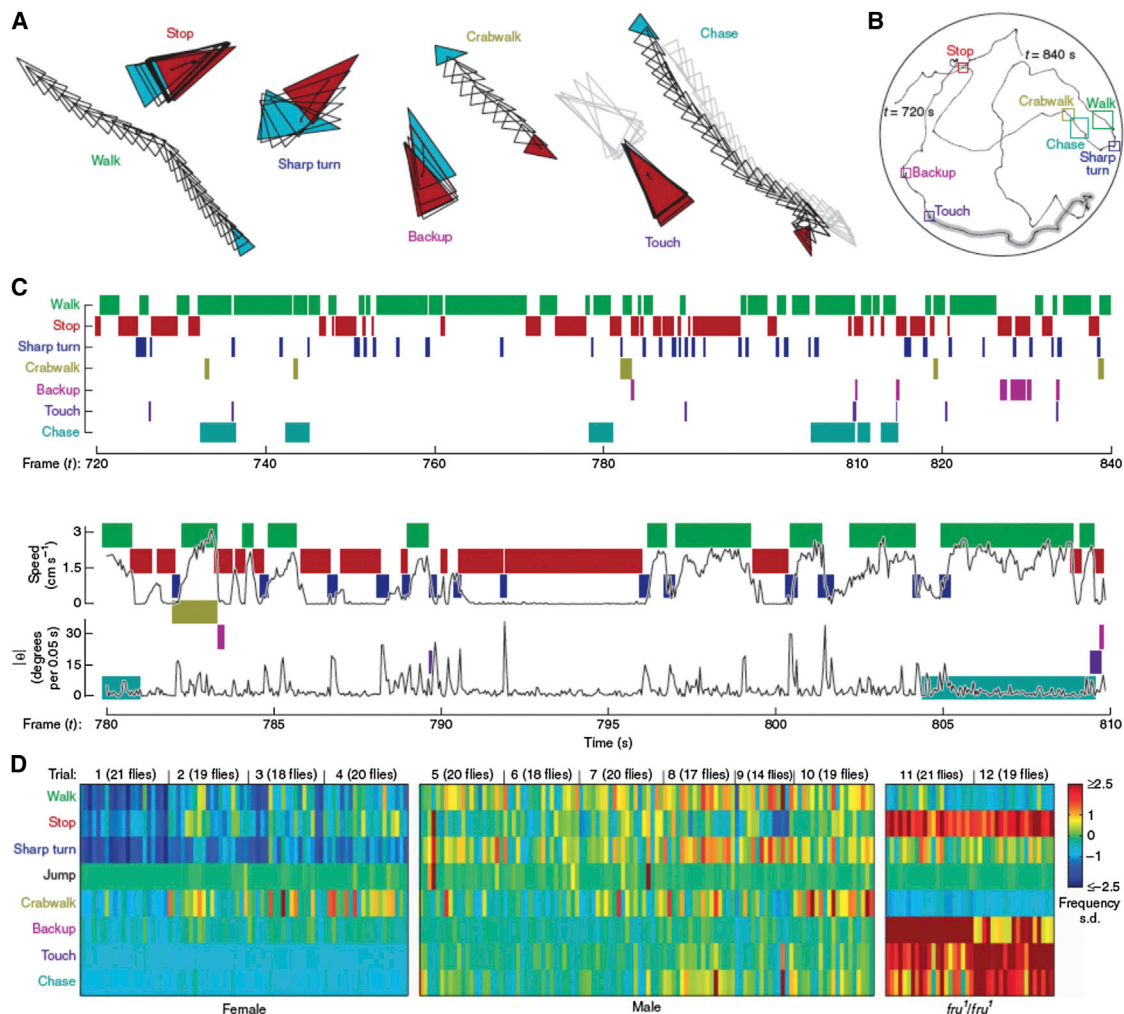 A
Stop
Walk
Sharp turn
Crabwalk
Backup
Chase
Touch
B
Stop
t = 840 s
t = 720 s
Crabwalk
Walk
Chase
Sharp
turn
Backup
Touch
C
Walk
Stop
Sharp turn
Crabwalk
Backup
Touch
Chase
Frame (t): 720 740 760 780 810 820 840
Speed
(cm s⁻¹)
3
1.5
0
|θ|
(degrees
per 0.05 s)
30
15
0
Frame (t): 780 785 790 795 800 805 810
Time (s)
D
Trial: 1 (21 flies) 2 (19 flies) 3 (18 flies) 4 (20 flies) 5 (20 flies) 6 (18 flies) 7 (20 flies) 8 (17 flies) 9 (14 flies) 10 (19 flies) 11 (21 flies) 12 (19 flies)
Walk
Stop
Sharp turn
Jump
Crabwalk
Backup
Touch
Chase
≥2.5
1
0
−1
≤−2.5
Frequency
s.d.
Female
Male
fru¹/fru¹